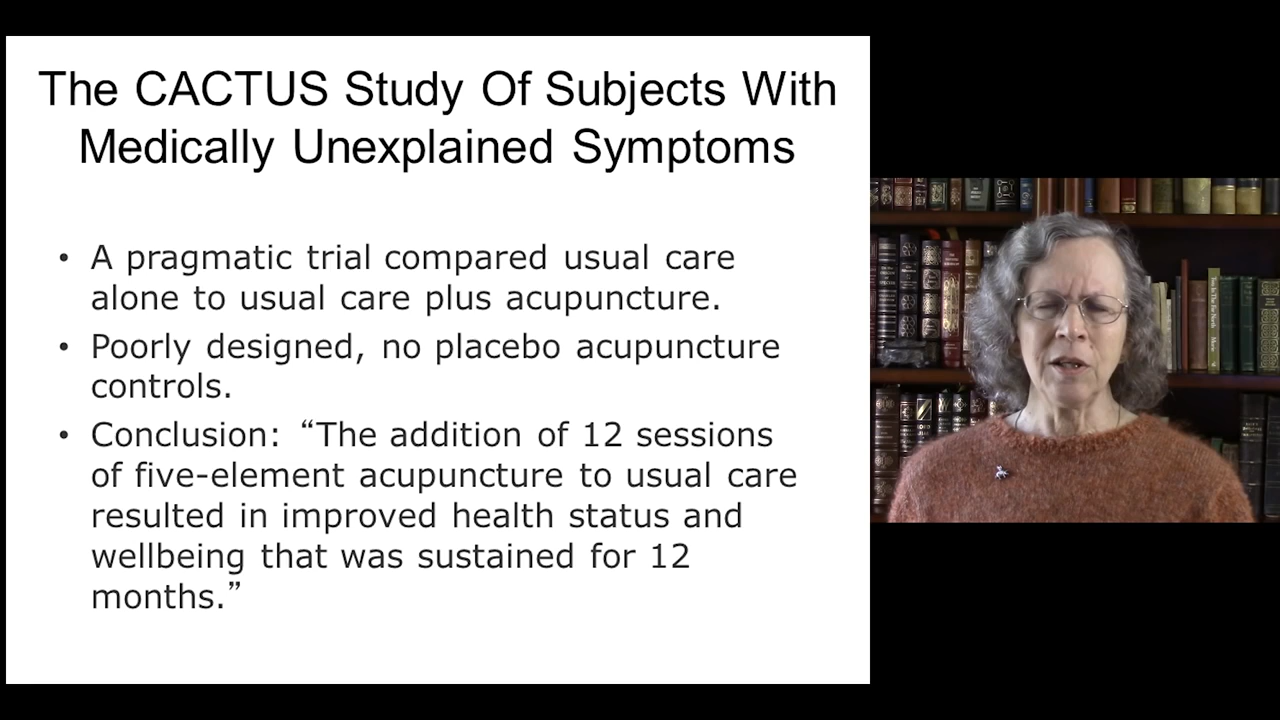 The CACTUS Study Of Subjects With
Medically Unexplained Symptoms
• A pragmatic trial compared usual care
alone to usual care plus acupuncture.
• Poorly designed, no placebo acupuncture
controls.
• Conclusion: “The addition of 12 sessions
of five-element acupuncture to usual care
resulted in improved health status and
wellbeing that was sustained for 12
months.”